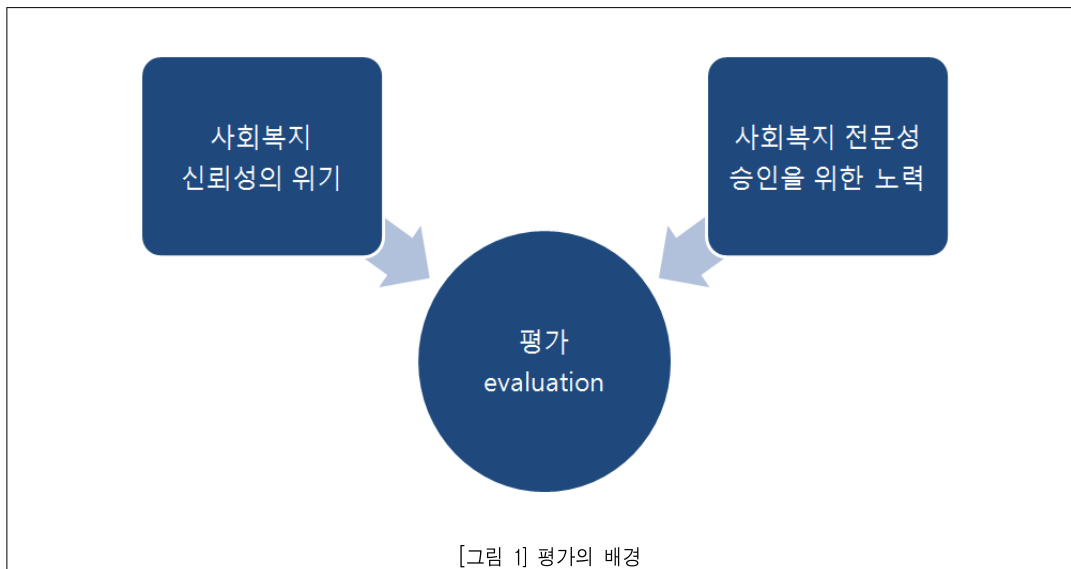 사회복지
신뢰성의 위기
사회복지 전문성
승인을 위한 노력
평가
evaluation
[그림 1] 평가의 배경